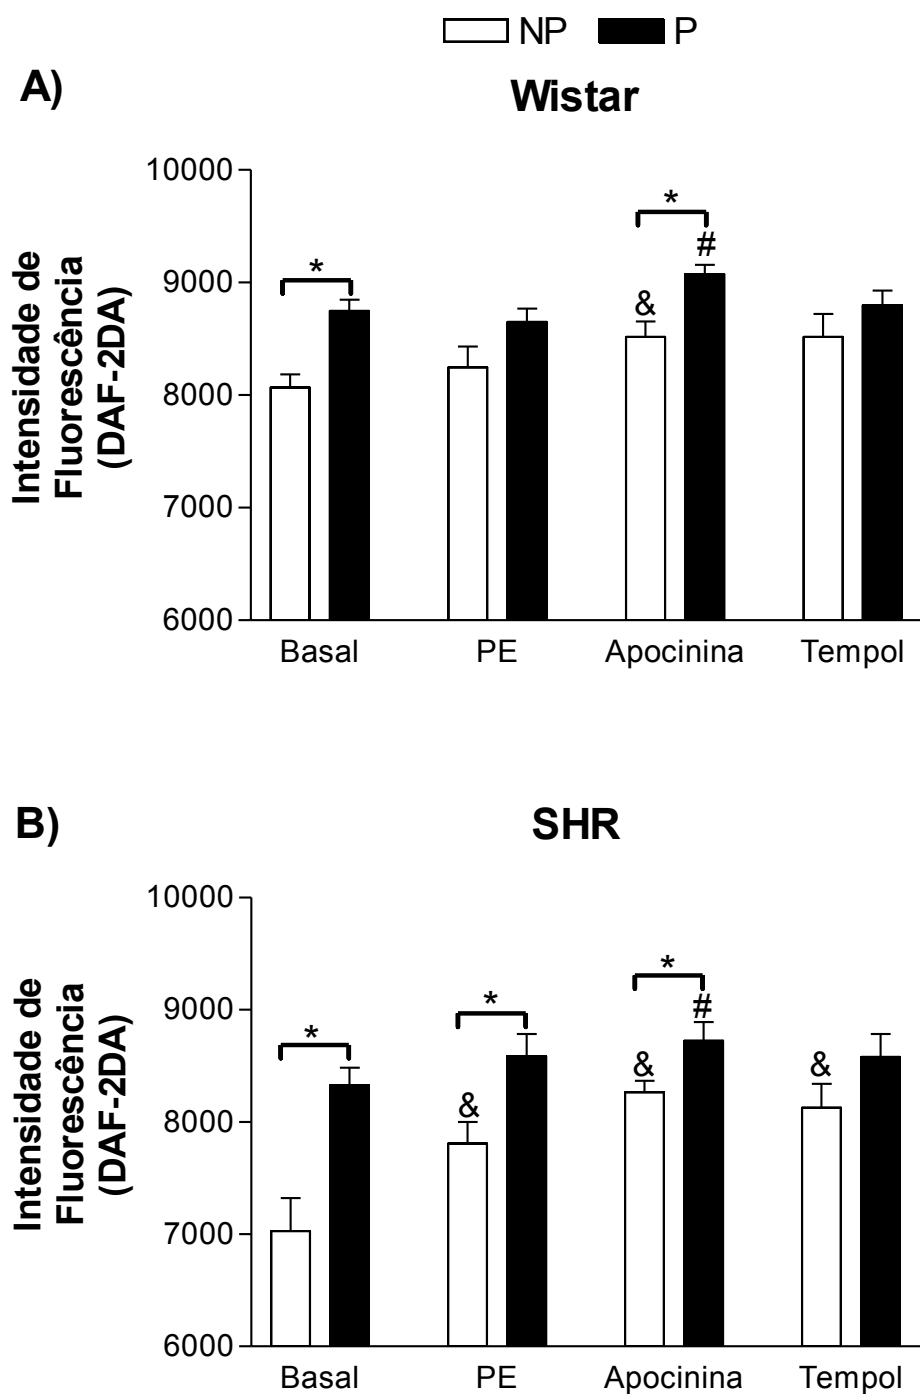 NP P
A)
Wistar
Intensidade de
Fluorescência
(DAF-2DA)
10000
9000
8000
7000
6000
*
*
#
&
Basal PE Apocinina Tempol
B)
SHR
Intensidade de
Fluorescência
(DAF-2DA)
10000
9000
8000
7000
6000
*
*
*
#
& & &
Basal PE Apocinina Tempol